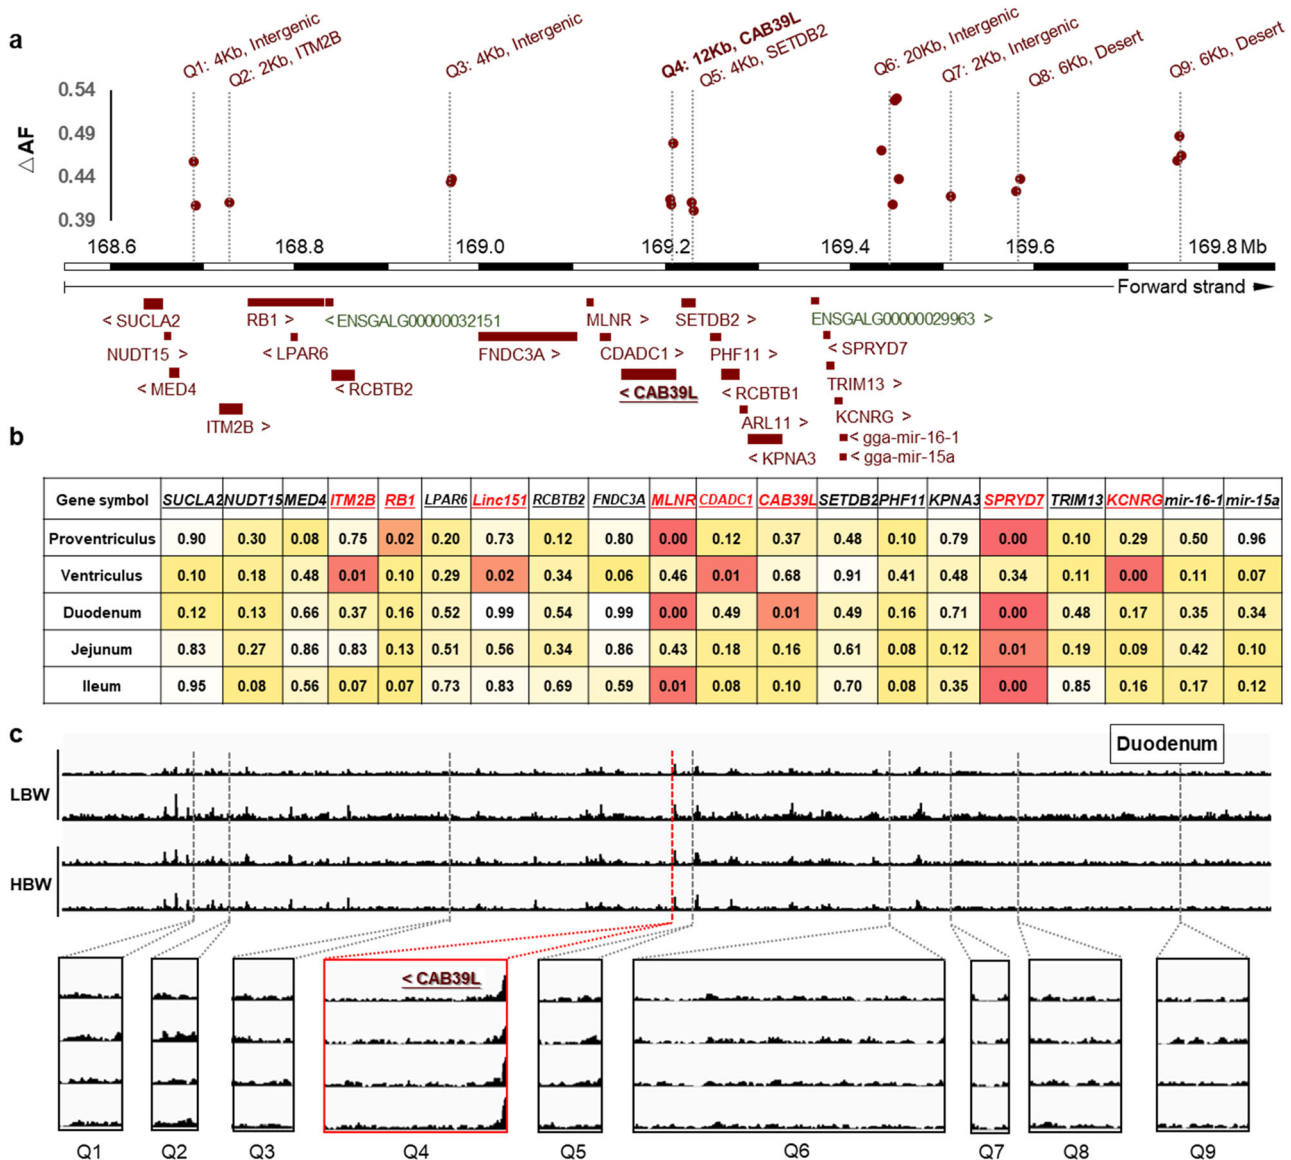 a
Q1: 4Kb, Intergenic
Q2: 2Kb, ITM2B
Q3: 4Kb, Intergenic
Q4: 12Kb, CAB39L
Q5: 4Kb, SETDB2
Q6: 20Kb, Intergenic
Q7: 2Kb, Intergenic
Q8: 6Kb, Desert
Q9: 6Kb, Desert
△AF
0.54
0.49
0.44
0.39
168.6 168.8 169.0 169.2 169.4 169.6 169.8 Mb
Forward strand
< SUCLA2 RB1 > < ENSGALG00000032151 MLNR > SETDB2 > ENSGALG00000029963 >
NUDT15 > < LPAR6 FNDC3A > CDADC1 > PHF11 > < SPRYD7
< MED4 < RCBTB2 < CAB39L < RCBTB1 TRIM13 >
ITM2B > ARL11 > KCNRG >
< gga-mir-16-1
< KPNA3 < gga-mir-15a
b
Gene symbol SUCLA2 NUDT15 MED4 ITM2B RB1 LPAR6 Linc151 RCBTB2 FNDC3A MLNR CDADC1 CAB39L SETDB2 PHF11 KPNA3 SPRYD7 TRIM13 KCNRG mir-16-1 mir-15a
Proventriculus 0.90 0.30 0.08 0.75 0.02 0.20 0.73 0.12 0.80 0.00 0.12 0.37 0.48 0.10 0.79 0.00 0.10 0.29 0.50 0.96
Ventriculus 0.10 0.18 0.48 0.01 0.10 0.29 0.02 0.34 0.06 0.46 0.01 0.68 0.91 0.41 0.48 0.34 0.11 0.00 0.11 0.07
Duodenum 0.12 0.13 0.66 0.37 0.16 0.52 0.99 0.54 0.99 0.00 0.49 0.01 0.49 0.16 0.71 0.00 0.48 0.17 0.35 0.34
Jejunum 0.83 0.27 0.86 0.83 0.13 0.51 0.56 0.34 0.86 0.43 0.18 0.16 0.61 0.08 0.12 0.01 0.19 0.09 0.42 0.10
Ileum 0.95 0.08 0.56 0.07 0.07 0.73 0.83 0.69 0.59 0.01 0.08 0.10 0.70 0.08 0.35 0.00 0.85 0.16 0.17 0.12
c
Duodenum
LBW
HBW
< CAB39L
Q1 Q2 Q3 Q4 Q5 Q6 Q7 Q8 Q9